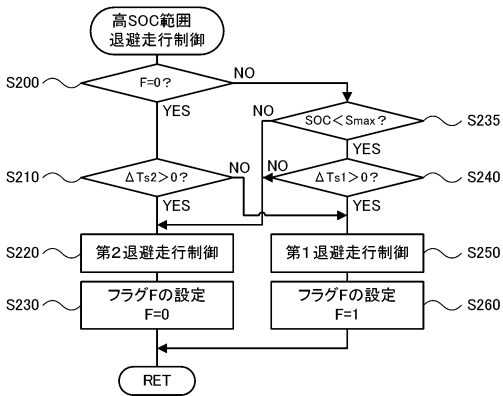 高SOC範囲
退避走行制御
S200
F=0?
NO
YES
NO
SOC<Smax?
S235
YES
S210
ΔTs2>0?
NO
NO
ΔTs1>0?
S240
YES
YES
S220
第2退避走行制御
第1退避走行制御
S250
S230
フラグFの設定
F=0
フラグFの設定
F=1
S260
RET